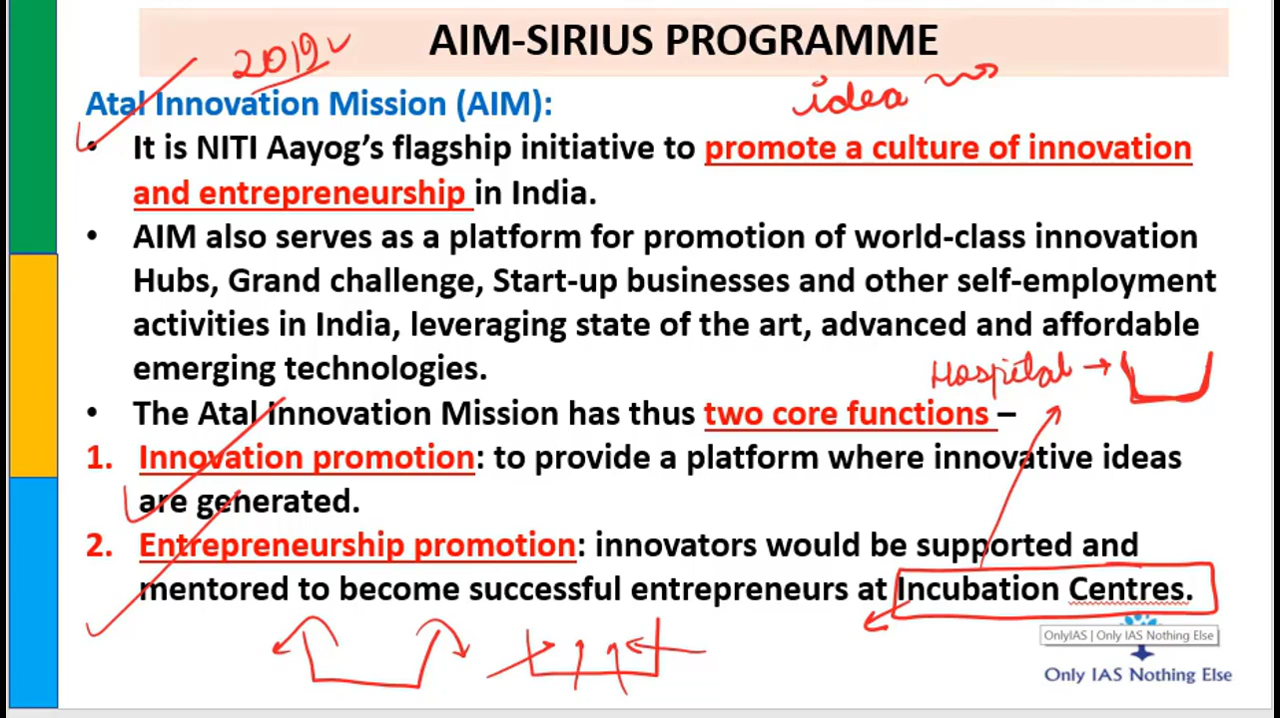 AIM-SIRIUS PROGRAMME
2019
idea
Atal Innovation Mission (AIM):
• It is NITI Aayog's flagship initiative to promote a culture of innovation
and entrepreneurship in India.
• AIM also serves as a platform for promotion of world-class innovation
Hubs, Grand challenge, Start-up businesses and other self-employment
activities in India, leveraging state of the art, advanced and affordable
emerging technologies.
Hospital →
• The Atal Innovation Mission has thus two core functions –
1. Innovation promotion: to provide a platform where innovative ideas
are generated.
2. Entrepreneurship promotion: innovators would be supported and
mentored to become successful entrepreneurs at Incubation Centres.
OnlyIAS | Only IAS Nothing Else
Only IAS Nothing Else